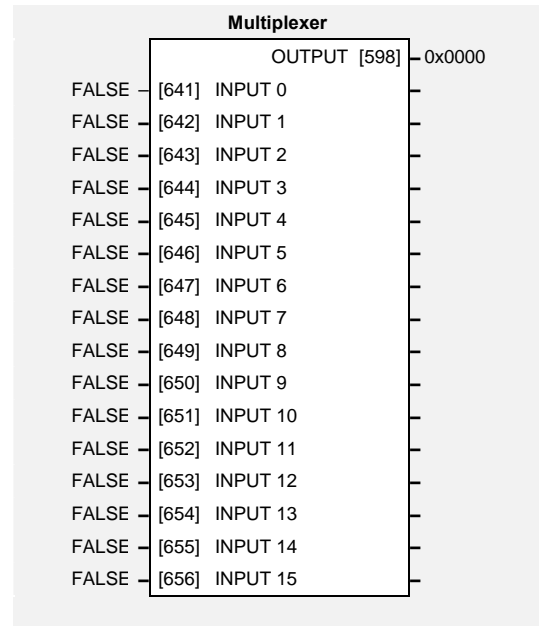 Multiplexer
OUTPUT [598] 0x0000
FALSE [641] INPUT 0
FALSE [642] INPUT 1
FALSE [643] INPUT 2
FALSE [644] INPUT 3
FALSE [645] INPUT 4
FALSE [646] INPUT 5
FALSE [647] INPUT 6
FALSE [648] INPUT 7
FALSE [649] INPUT 8
FALSE [650] INPUT 9
FALSE [651] INPUT 10
FALSE [652] INPUT 11
FALSE [653] INPUT 12
FALSE [654] INPUT 13
FALSE [655] INPUT 14
FALSE [656] INPUT 15